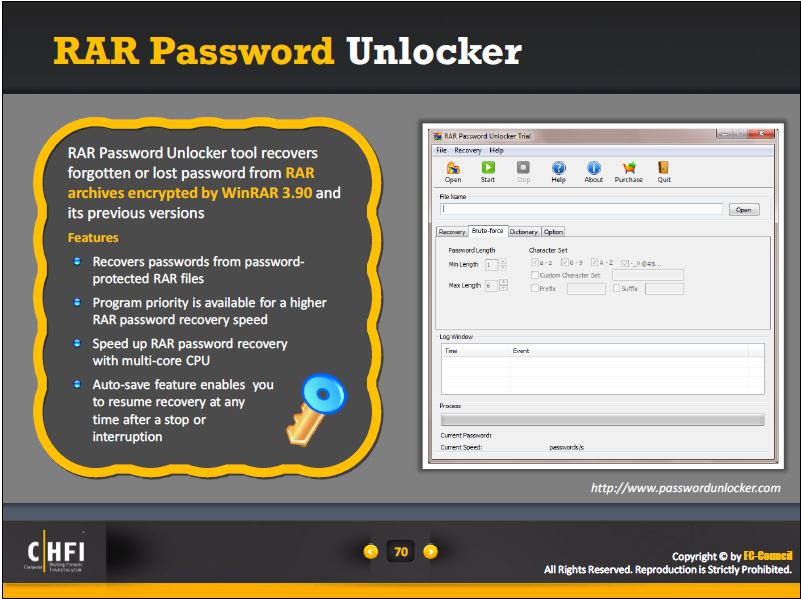 RAR Password Unlocker
RAR Password Unlocker tool recovers
forgotten or lost password from RAR
archives encrypted by WinRAR 3.90 and
its previous versions
Features
Recovers passwords from password-
protected RAR files
Program priority is available for a higher
RAR password recovery speed
Speed up RAR password recovery
with multi-core CPU
Auto-save feature enables you
to resume recovery at any
time after a stop or
interruption
RAR Password Unlocker Trial
File Recovery Help
Open Start Stop Help About Purchase Quit
File Name
Open
Recovery Brute-force Dictionary Option
Password Length Character Set
Min Length 1 a - z 0 - 9 A - Z -_?!@#$...
Custom Character Set
Max Length 6 Prefix Suffix
Log Window
Time Event
Process
Current Password:
Current Speed: passwords/s
http://www.passwordunlocker.com
CHFI
Computer Hacking Forensic
INVESTIGATOR
70
Copyright © by EC-Council
All Rights Reserved. Reproduction is Strictly Prohibited.